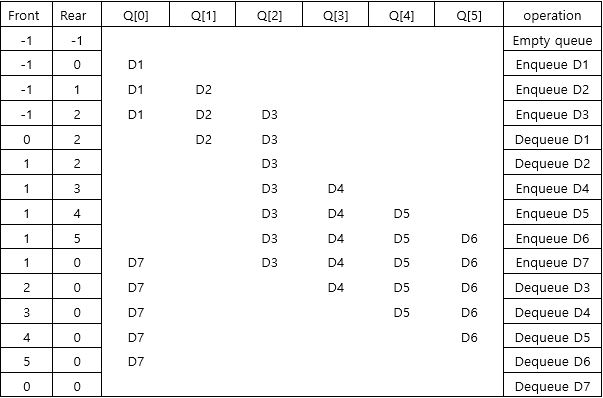 Front Rear Q[0] Q[1] Q[2] Q[3] Q[4] Q[5] operation
-1 -1 Empty queue
-1 0 D1 Enqueue D1
-1 1 D1 D2 Enqueue D2
-1 2 D1 D2 D3 Enqueue D3
0 2 D2 D3 Dequeue D1
1 2 D3 Dequeue D2
1 3 D3 D4 Enqueue D4
1 4 D3 D4 D5 Enqueue D5
1 5 D3 D4 D5 D6 Enqueue D6
1 0 D7 D3 D4 D5 D6 Enqueue D7
2 0 D7 D4 D5 D6 Dequeue D3
3 0 D7 D5 D6 Dequeue D4
4 0 D7 D6 Dequeue D5
5 0 D7 Dequeue D6
0 0 Dequeue D7